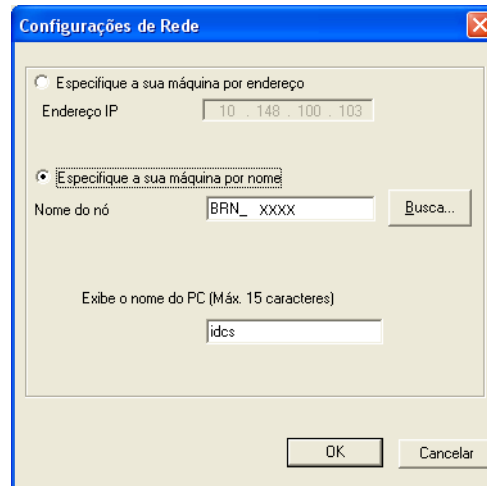 Configurações de Rede
Especifique a sua máquina por endereço
Endereço IP 10 . 148 . 100 . 103
Especifique a sua máquina por nome
Nome do nó BRN_ xxxx Busca...
Exibe o nome do PC (Máx. 15 caracteres)
idcs
OK Cancelar